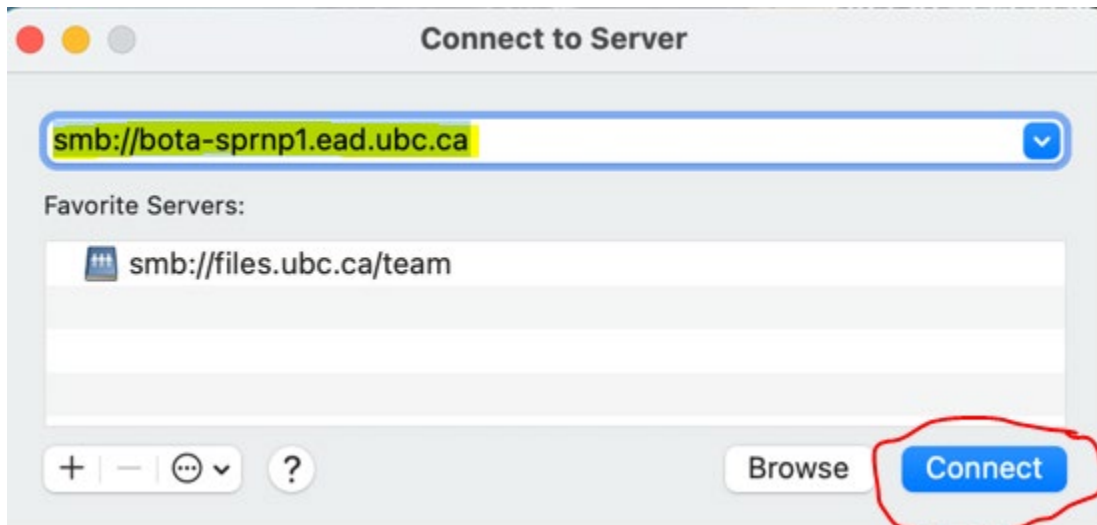 Connect to Server
smb://bota-sprnp1.ead.ubc.ca
Favorite Servers:
smb://files.ubc.ca/team
+ − ? Browse Connect